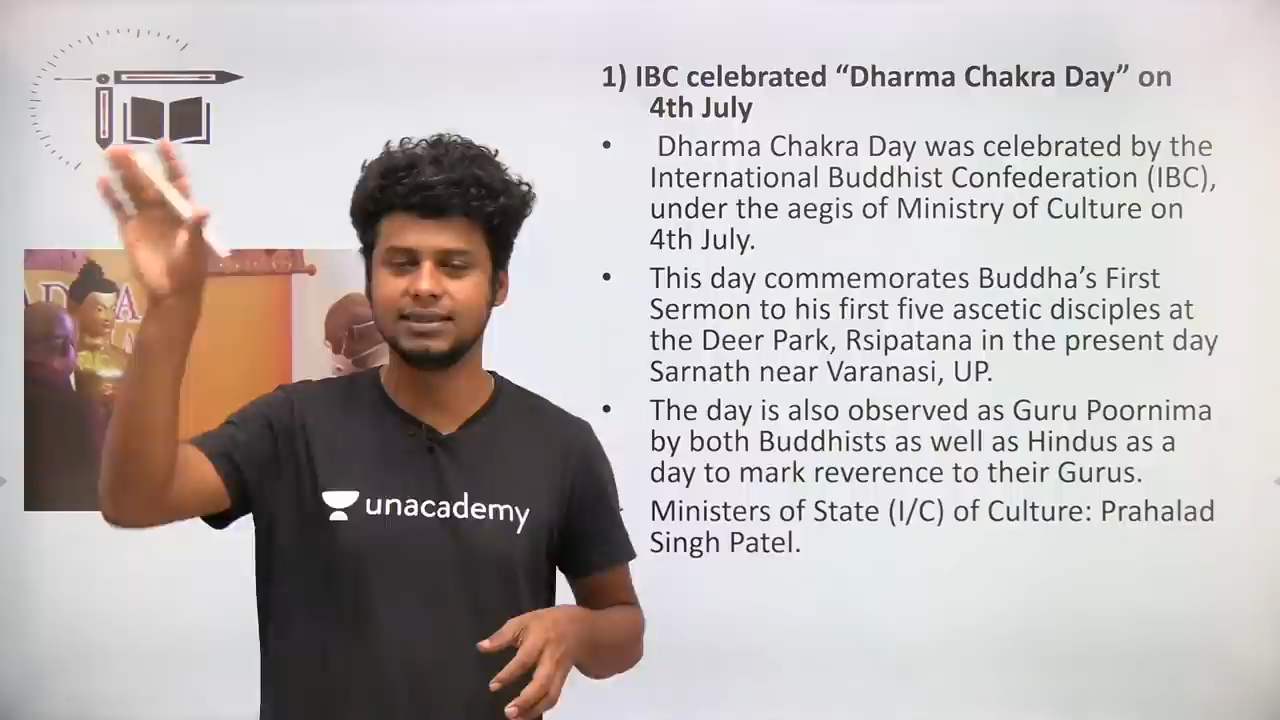 1) IBC celebrated “Dharma Chakra Day” on
4th July
• Dharma Chakra Day was celebrated by the
International Buddhist Confederation (IBC),
under the aegis of Ministry of Culture on
4th July.
• This day commemorates Buddha’s First
Sermon to his first five ascetic disciples at
the Deer Park, Rsipatana in the present day
Sarnath near Varanasi, UP.
• The day is also observed as Guru Poornima
by both Buddhists as well as Hindus as a
day to mark reverence to their Gurus.
Ministers of State (I/C) of Culture: Prahalad
Singh Patel.
unacademy